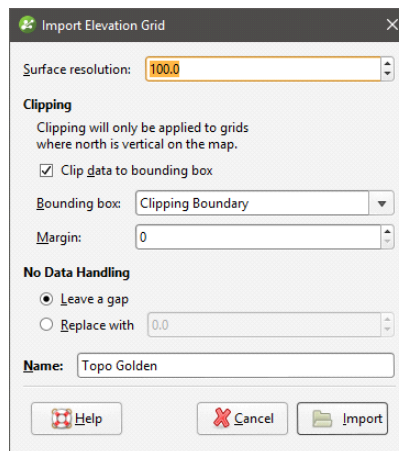 Import Elevation Grid
Surface resolution: 100.0
Clipping
Clipping will only be applied to grids
where north is vertical on the map.
Clip data to bounding box
Bounding box: Clipping Boundary
Margin: 0
No Data Handling
Leave a gap
Replace with 0.0
Name: Topo Golden
Help Cancel Import